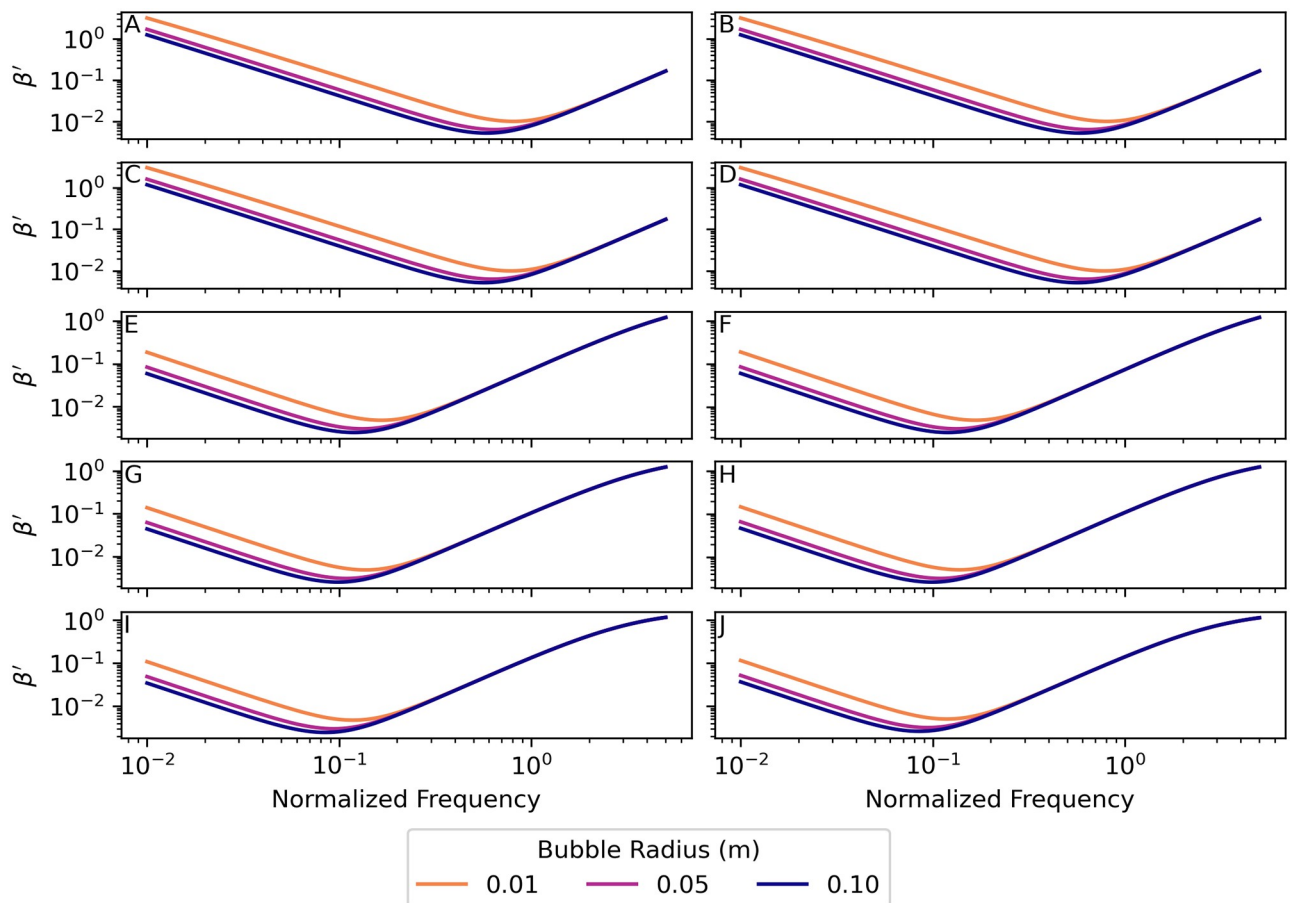 A
B
β′
10⁰
10⁻¹
10⁻²
C
D
β′
10⁰
10⁻¹
10⁻²
E
F
β′
10⁰
10⁻¹
10⁻²
G
H
β′
10⁰
10⁻¹
10⁻²
I
J
β′
10⁰
10⁻¹
10⁻²
10⁻² 10⁻¹ 10⁰ 10⁻² 10⁻¹ 10⁰
Normalized Frequency Normalized Frequency
Bubble Radius (m)
0.01 0.05 0.10